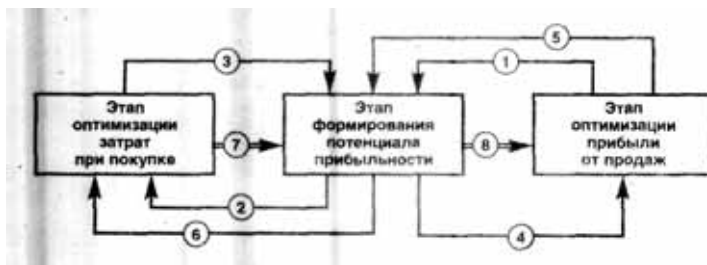 5
3
1
Этап
оптимизации
затрат
при покупке
7
Этап
формирования
потенциала
прибыльности
8
Этап
оптимизации
прибыли
от продаж
2
6
4